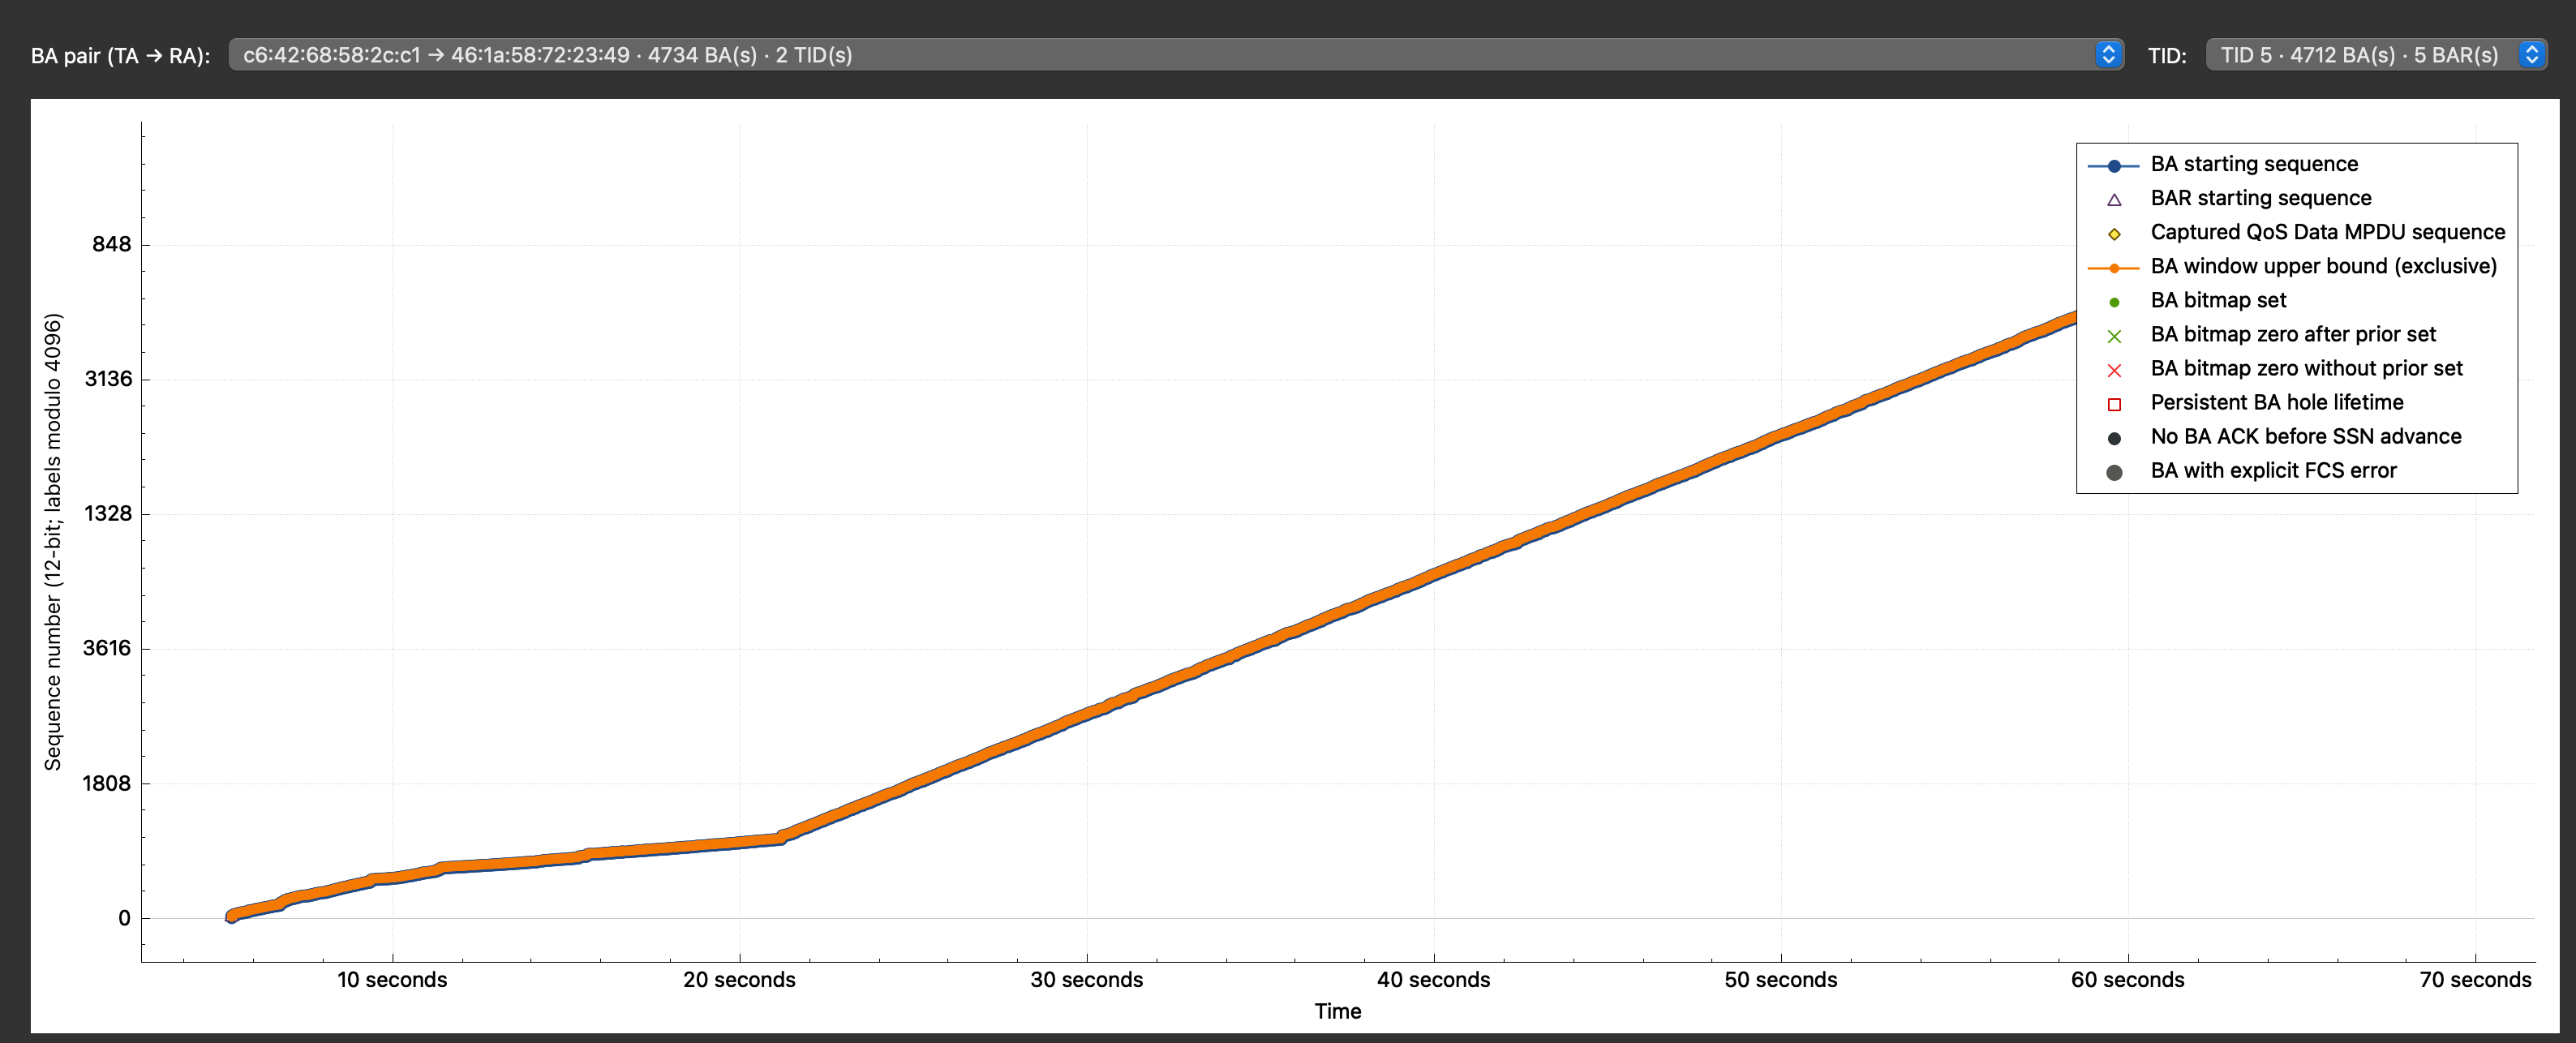 BA pair (TA → RA): c6:42:68:58:2c:c1 → 46:1a:58:72:23:49 · 4734 BA(s) · 2 TID(s) TID: TID 5 · 4712 BA(s) · 5 BAR(s)
Sequence number (12-bit; labels modulo 4096)
848
3136
1328
3616
1808
0
BA starting sequence
BAR starting sequence
Captured QoS Data MPDU sequence
BA window upper bound (exclusive)
BA bitmap set
BA bitmap zero after prior set
BA bitmap zero without prior set
Persistent BA hole lifetime
No BA ACK before SSN advance
BA with explicit FCS error
10 seconds 20 seconds 30 seconds 40 seconds 50 seconds 60 seconds 70 seconds
Time